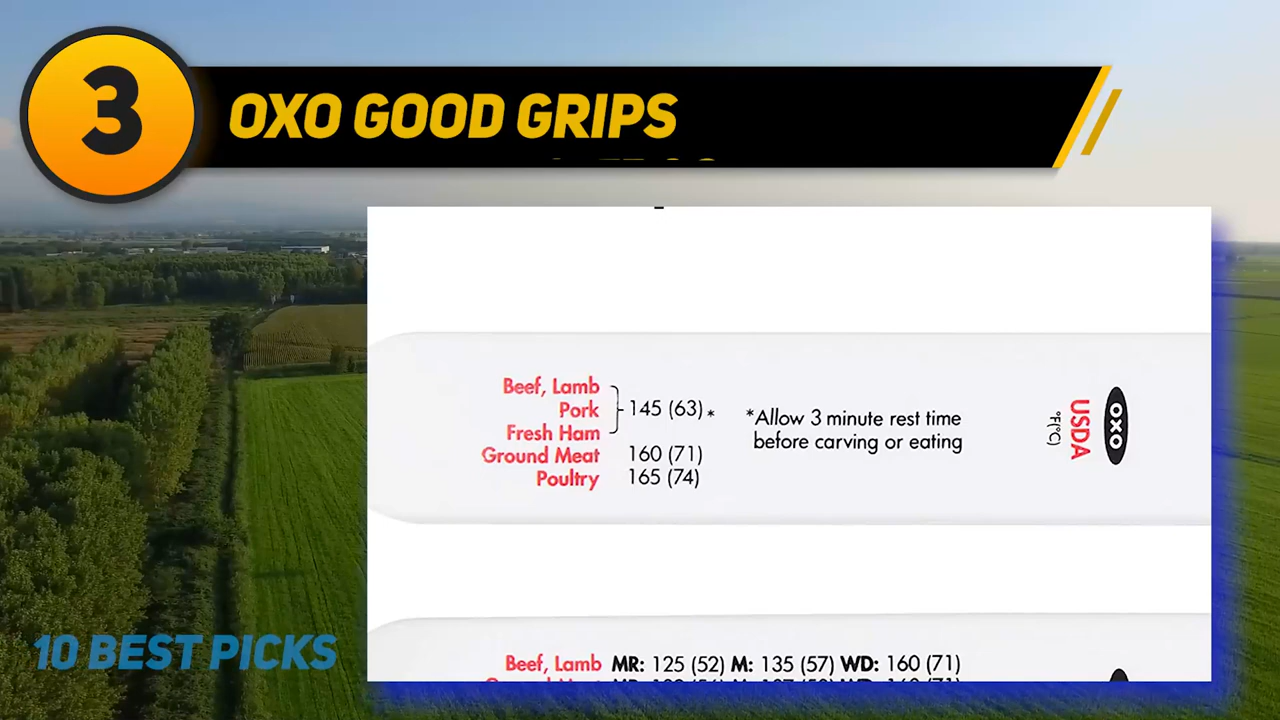 3
OXO GOOD GRIPS
Beef, Lamb
Pork
Fresh Ham
145 (63)*
Ground Meat 160 (71)
Poultry 165 (74)
*Allow 3 minute rest time
before carving or eating
USDA
°F(°C)
OXO
Beef, Lamb MR: 125 (52) M: 135 (57) WD: 160 (71)
10 BEST PICKS